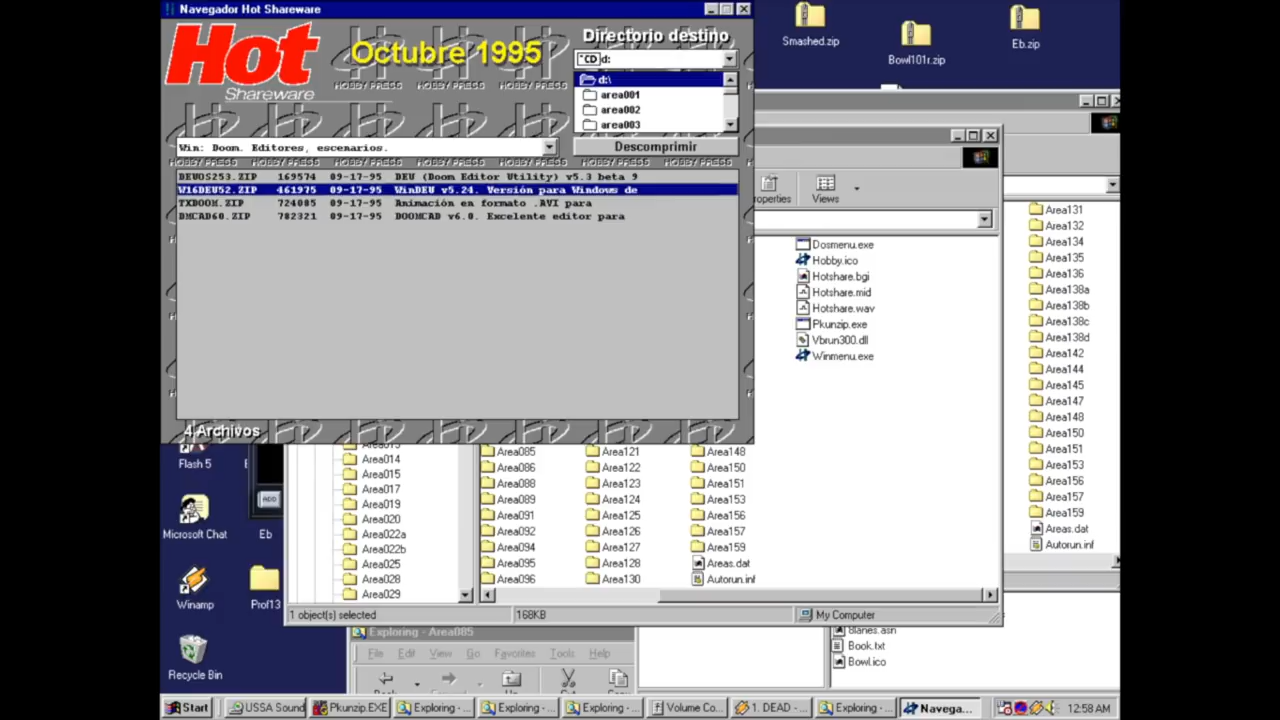 Navegador Hot Shareware
Hot
Shareware
Octubre 1995
Directorio destino
CD d:
d:\
area001
area002
area003
Descomprimir
Win: Doom. Editores, escenarios.
HOBBY PRESS HOBBY PRESS HOBBY PRESS
DEUOS253.ZIP 169574 09-17-95 DEU (Doom Editor Utility) v5.3 beta 9
W16DEU52.ZIP 461975 09-17-95 WinDEU v5.24. Versión para Windows de
TXDOOM.ZIP 724085 09-17-95 Animación en formato .AVI para
DMCAD60.ZIP 782321 09-17-95 DOOMCAD v6.0. Excelente editor para
4 Archivos
Smashed.zip
Bowl101r.zip
Eb.zip
roperties
Views
Dosmenu.exe
Hobby.ico
Hotshare.bgi
Hotshare.mid
Hotshare.wav
Pkunzip.exe
Vbrun300.dll
Winmenu.exe
Area131
Area132
Area134
Area135
Area136
Area138a
Area138b
Area138c
Area138d
Area142
Area144
Area145
Area147
Area148
Area150
Area151
Area153
Area156
Area157
Area159
Areas.dat
Autorun.inf
Flash 5
Microsoft Chat
Winamp
Recycle Bin
ADD
Eb
Prof13
Area014
Area015
Area017
Area019
Area020
Area022a
Area022b
Area025
Area028
Area029
Area085
Area086
Area088
Area089
Area091
Area092
Area094
Area095
Area096
Area121
Area122
Area123
Area124
Area125
Area126
Area127
Area128
Area130
Area148
Area150
Area151
Area153
Area156
Area157
Area159
Areas.dat
Autorun.inf
1 object(s) selected
168KB
My Computer
Exploring - Area085
File Edit View Go Favorites Tools Help
8lanes.asn
Book.txt
Bowl.ico
Start
USSA Sound
Pkunzip.EXE
Exploring - ...
Exploring - ...
Exploring - ...
Volume Co...
1. DEAD - ...
Exploring - ...
Navega...
12:58 AM